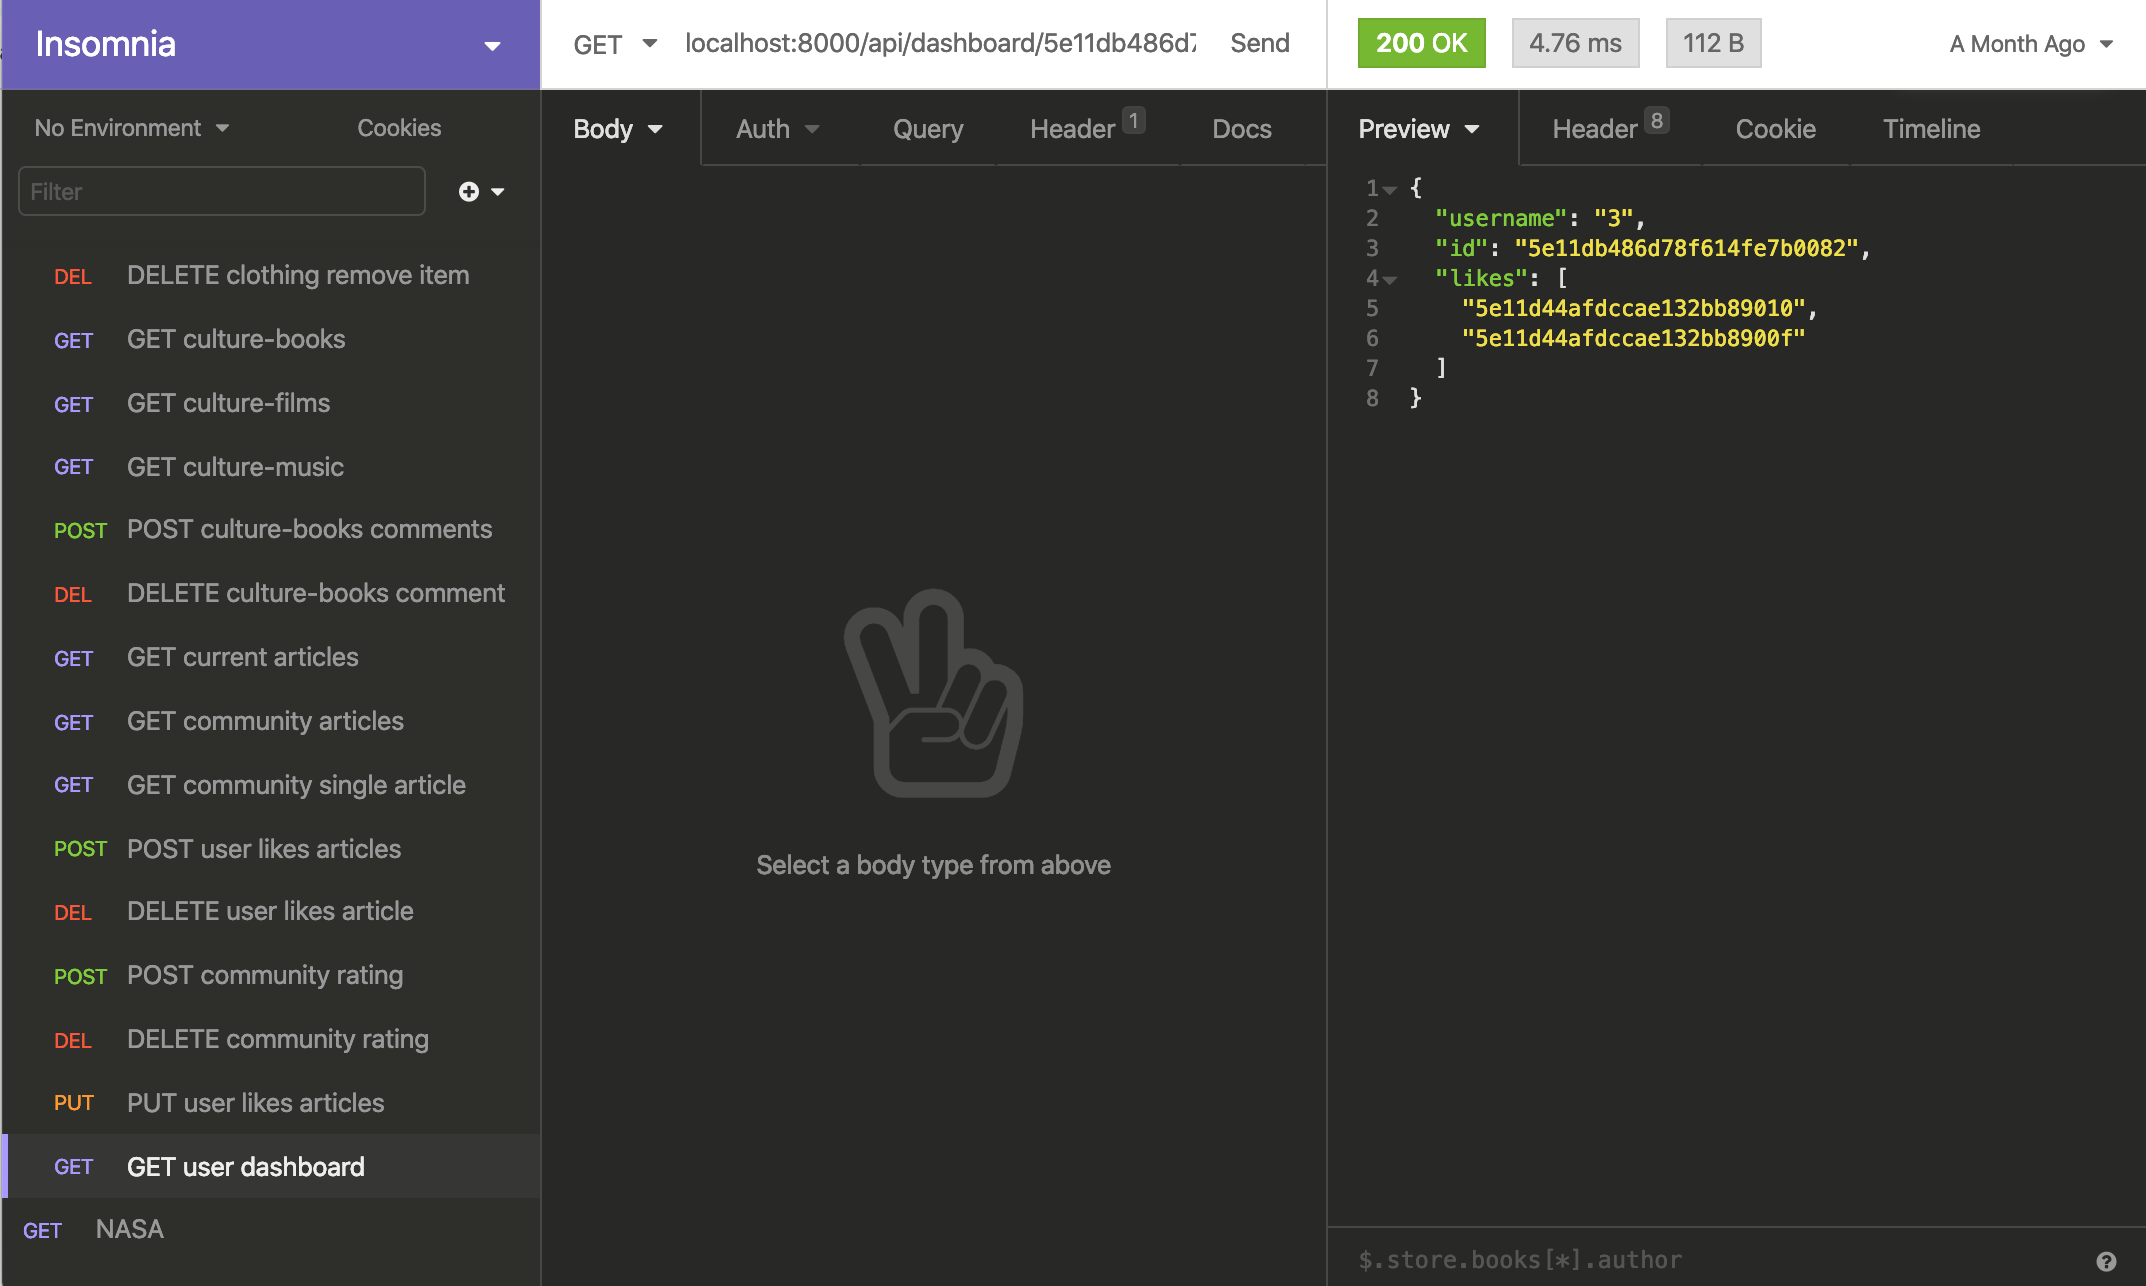 Insomnia
No Environment
Cookies
Filter
DEL DELETE clothing remove item
GET GET culture-books
GET GET culture-films
GET GET culture-music
POST POST culture-books comments
DEL DELETE culture-books comment
GET GET current articles
GET GET community articles
GET GET community single article
POST POST user likes articles
DEL DELETE user likes article
POST POST community rating
DEL DELETE community rating
PUT PUT user likes articles
GET GET user dashboard
GET NASA
GET localhost:8000/api/dashboard/5e11db486d7 Send
Body Auth Query Header 1 Docs
Select a body type from above
200 OK 4.76 ms 112 B A Month Ago
Preview Header 8 Cookie Timeline
1 {
2 "username": "3",
3 "id": "5e11db486d78f614fe7b0082",
4 "likes": [
5 "5e11d44afdccae132bb89010",
6 "5e11d44afdccae132bb8900f"
7 ]
8 }
$.store.books[*].author
?